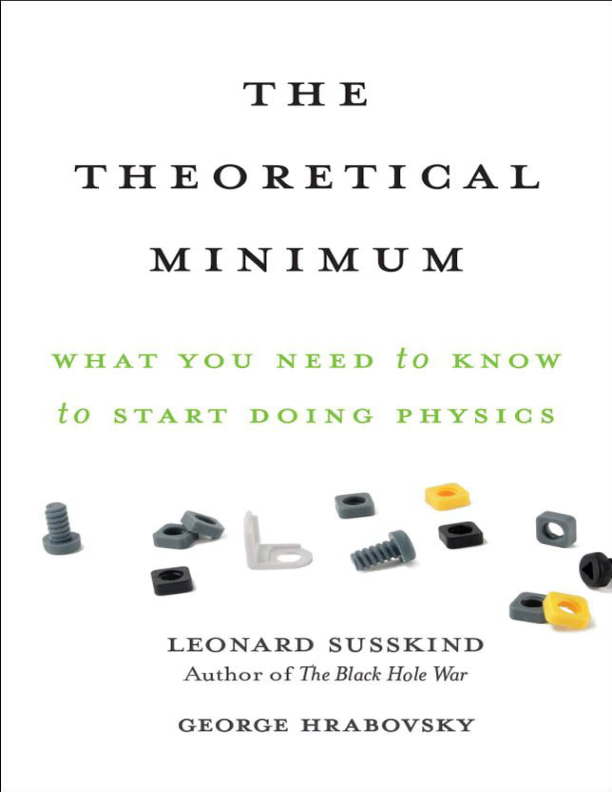 THE
THEORETICAL
MINIMUM
WHAT YOU NEED to KNOW
to START DOING PHYSICS
LEONARD SUSSKIND
Author of The Black Hole War
GEORGE HRABOVSKY